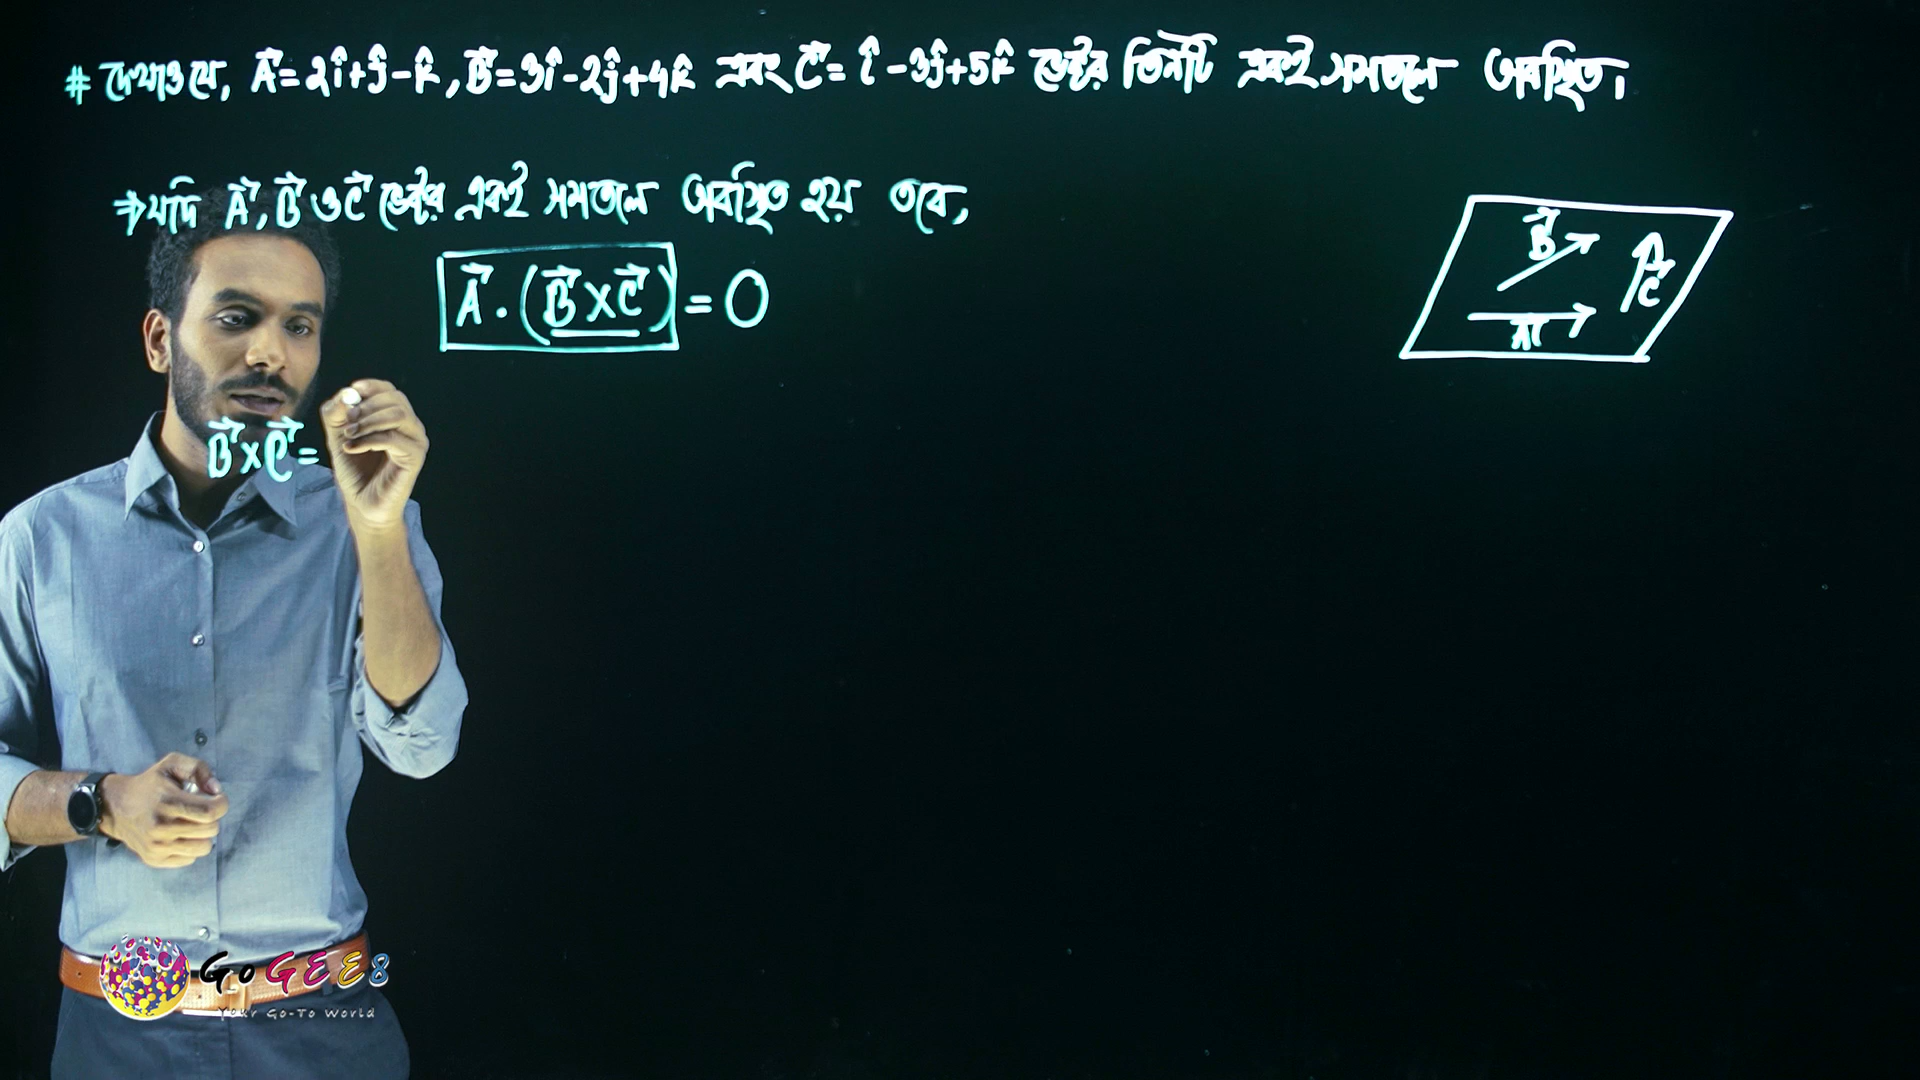 # দেখাও যে, A⃗ = 2î+ĵ-k̂, B⃗ = 3î-2ĵ+4k̂ এবং C⃗ = î-3ĵ+5k̂ ভেক্টর তিনটি একই সমতলে অবস্থিত।
⇒ যদি A⃗, B⃗ ও C⃗ ভেক্টর একই সমতলে অবস্থিত হয় তবে,
A⃗ · (B⃗ × C⃗) = 0
B⃗
C⃗
A⃗
B⃗ × C⃗ =
GoGEE8
Your Go-To World